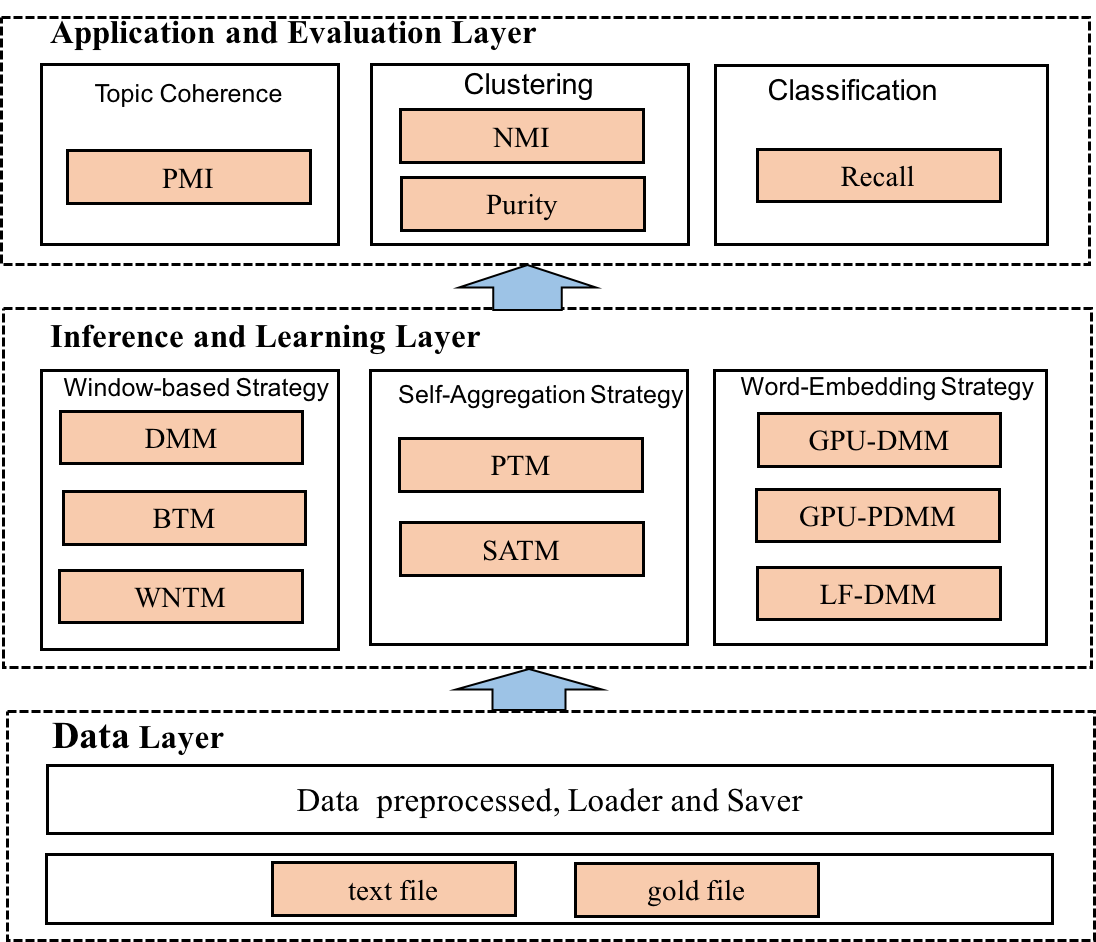 Application and Evaluation Layer
Topic Coherence
PMI
Clustering
NMI
Purity
Classification
Recall
Inference and Learning Layer
Window-based Strategy
DMM
BTM
WNTM
Self-Aggregation Strategy
PTM
SATM
Word-Embedding Strategy
GPU-DMM
GPU-PDMM
LF-DMM
Data Layer
Data preprocessed, Loader and Saver
text file
gold file